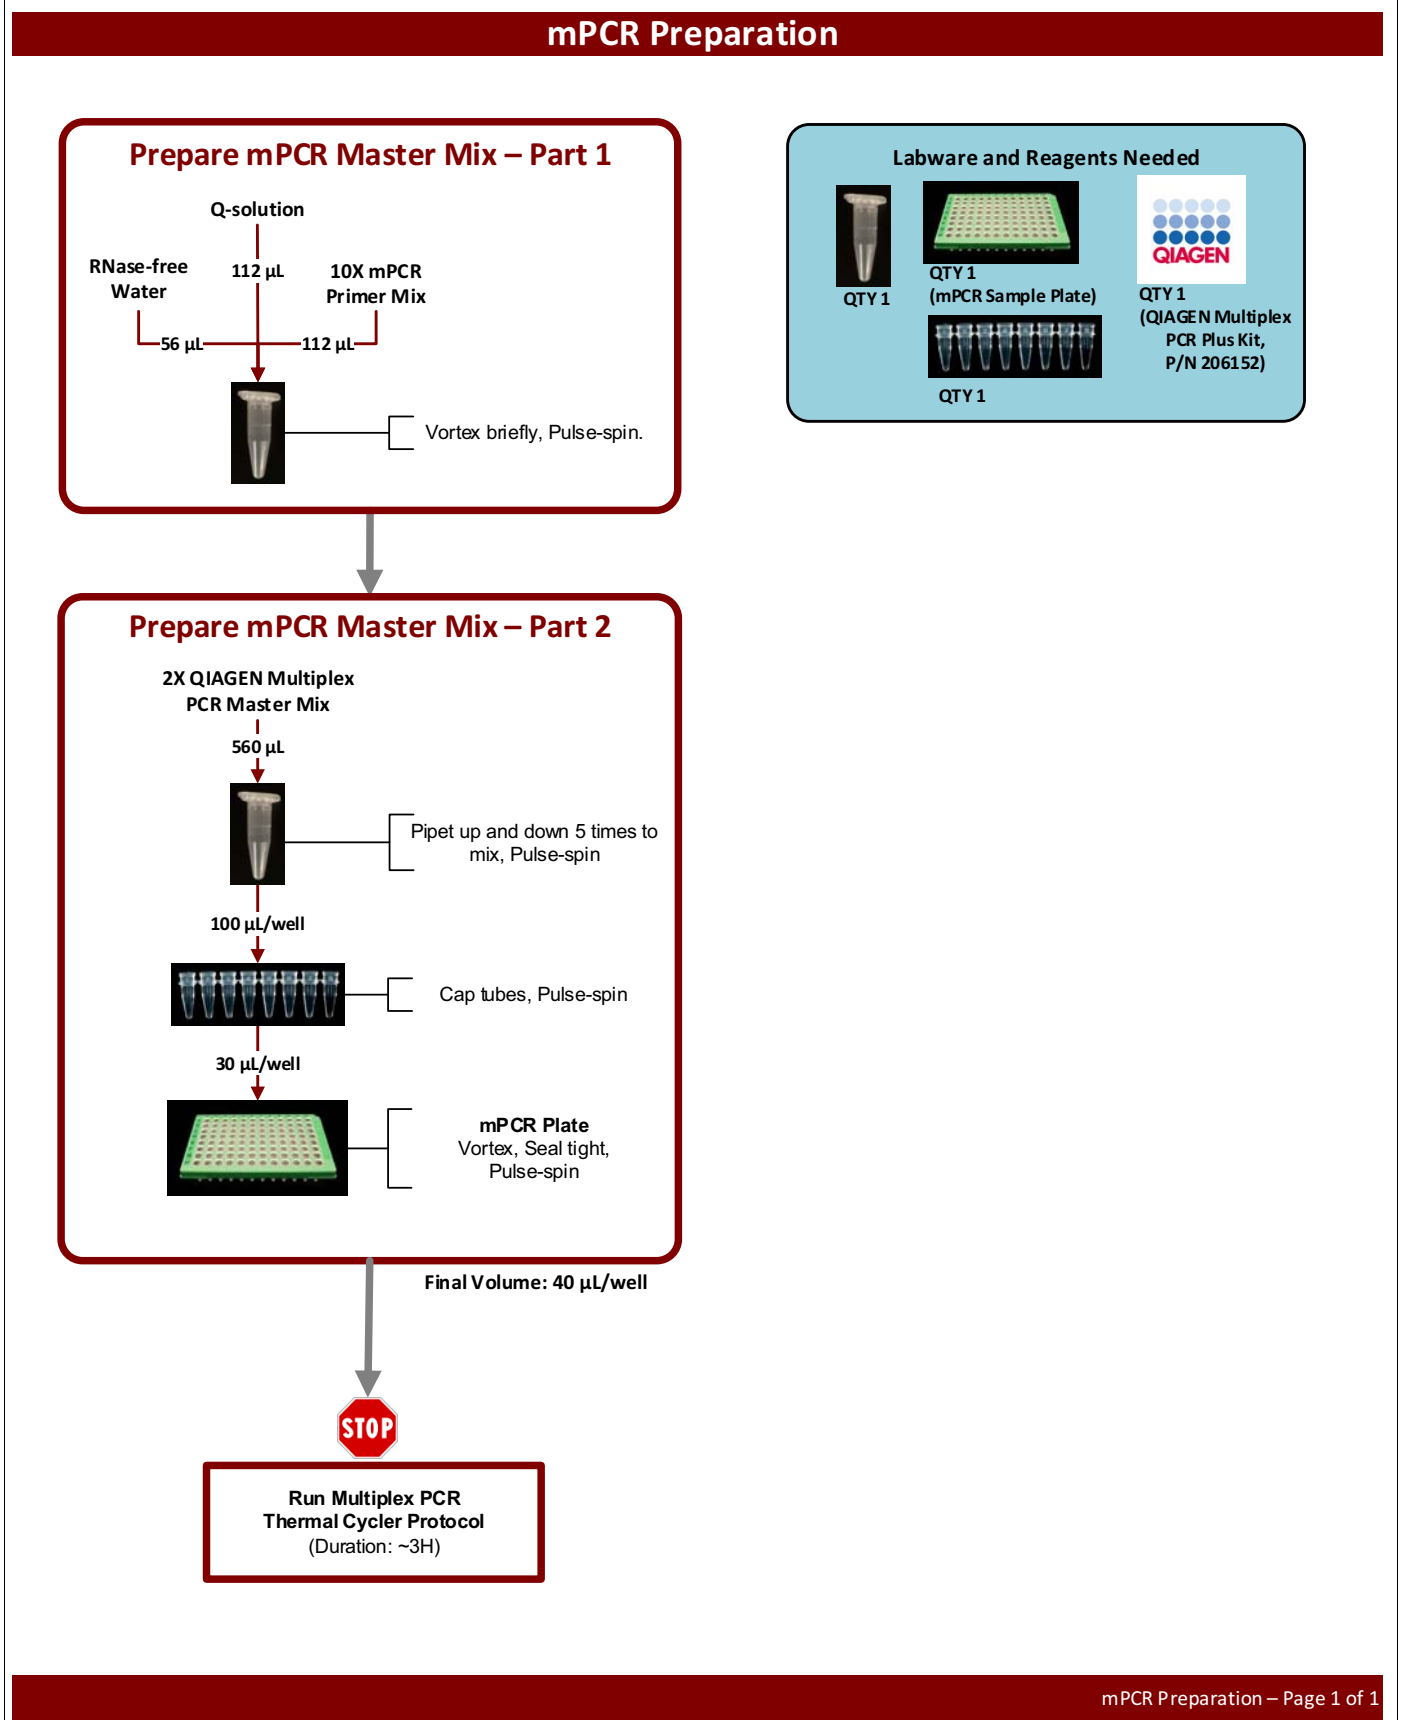 mPCR Preparation
Prepare mPCR Master Mix – Part 1
Q-solution
RNase-free
Water
112 µL
10X mPCR
Primer Mix
56 µL
112 µL
Vortex briefly, Pulse-spin.
Labware and Reagents Needed
QTY 1
QTY 1
(mPCR Sample Plate)
QTY 1
QIAGEN
QTY 1
(QIAGEN Multiplex
PCR Plus Kit,
P/N 206152)
Prepare mPCR Master Mix – Part 2
2X QIAGEN Multiplex
PCR Master Mix
560 µL
Pipet up and down 5 times to
mix, Pulse-spin
100 µL/well
Cap tubes, Pulse-spin
30 µL/well
mPCR Plate
Vortex, Seal tight,
Pulse-spin
Final Volume: 40 µL/well
STOP
Run Multiplex PCR
Thermal Cycler Protocol
(Duration: ~3H)
mPCR Preparation – Page 1 of 1